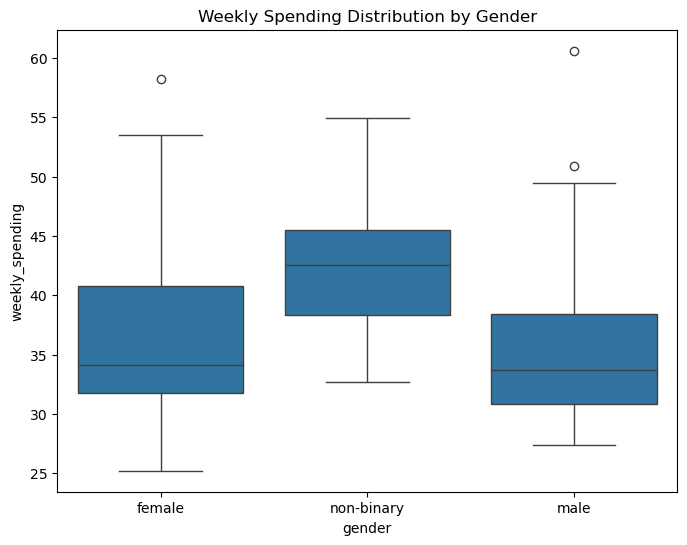 Weekly Spending Distribution by Gender
60
55
50
45
40
35
30
25
weekly_spending
female non-binary male
gender